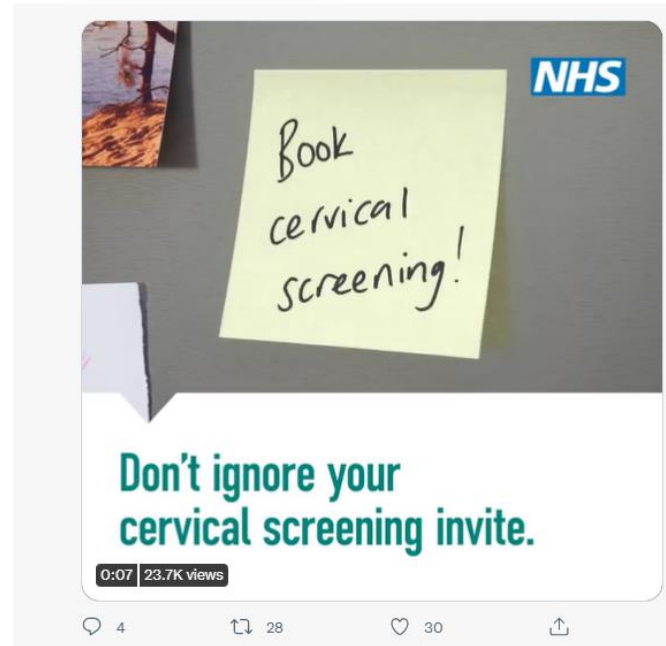 NHS
Book
cervical
screening!
Don't ignore your
cervical screening invite.
0:07 23.7K views
4 28 30